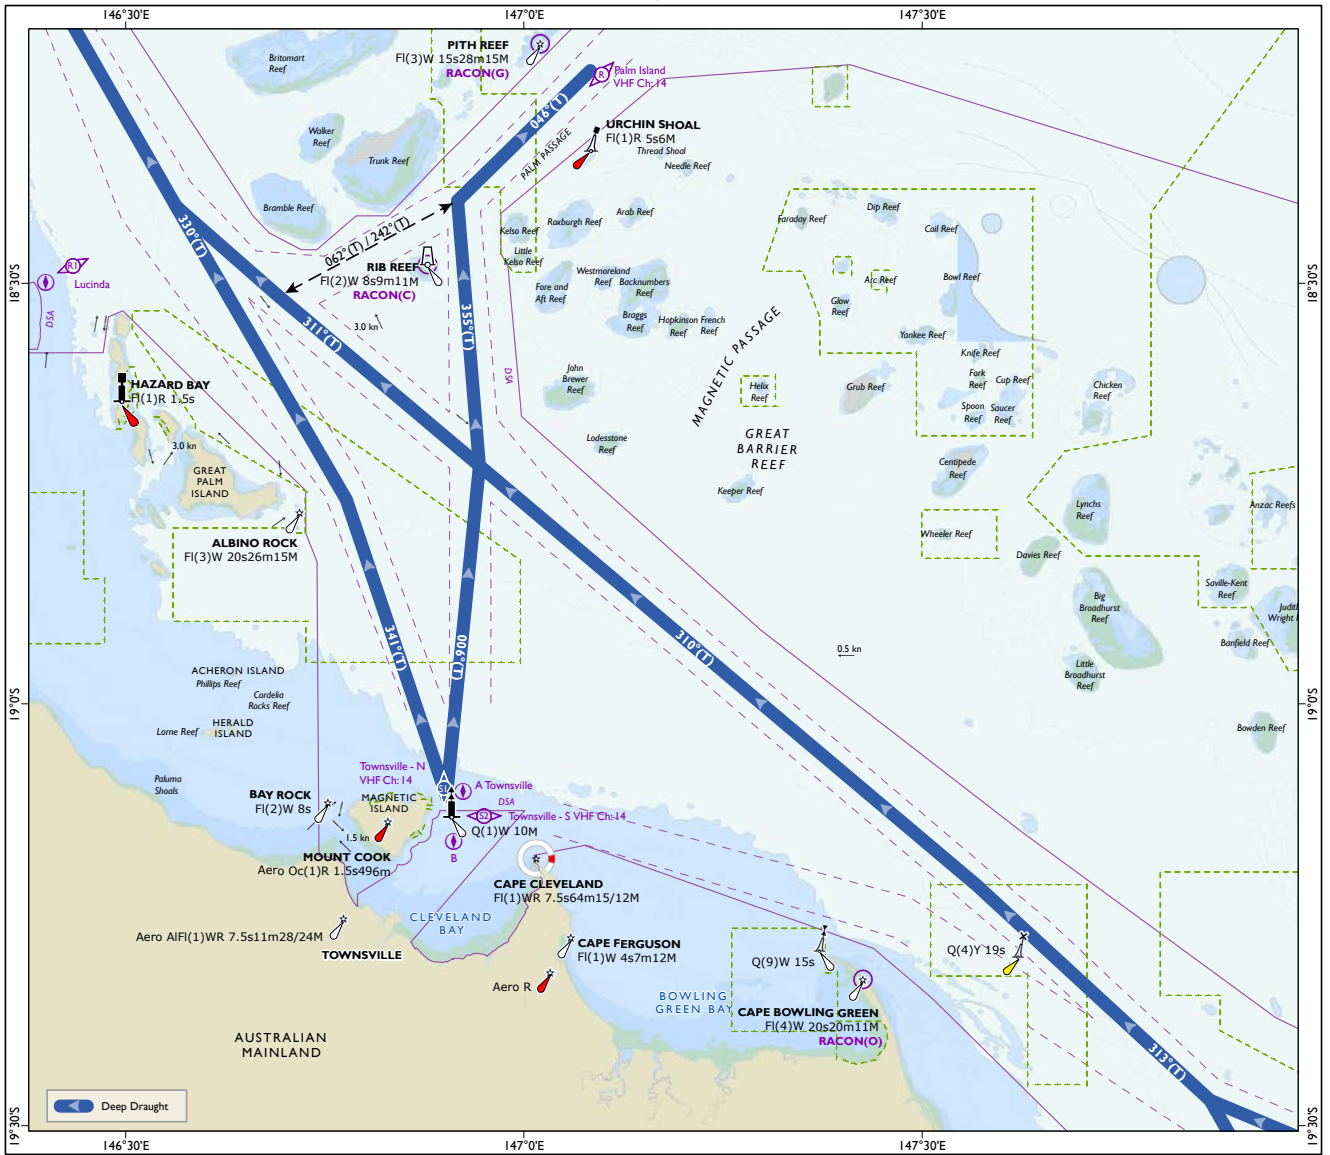 146°30'E
147°0'E
147°30'E
Britomart
Reef
PITH REEF
Fl(3)W 15s28m15M
RACON(G)
R
Palm Island
VHF Ch:14
046°(T)
PALM PASSAGE
URCHIN SHOAL
Fl(1)R 5s6M
Thread Shoal
Needle Reef
Walker
Reef
Trunk Reef
Bramble Reef
330°(T)
062°(T) / 242°(T)
Kelso Reef
Little
Kelso Reef
Roxburgh Reef
Arab Reef
Faraday Reef
Dip Reef
Coil Reef
18°30'S
18°30'S
R1
Lucinda
DSA
RIB REEF
Fl(2)W 8s9m11M
RACON(C)
Westmoreland
Reef
Backnumbers
Reef
Fore and
Aft Reef
Braggs
Reef
Hopkinson
Reef
French
Reef
Arc Reef
Bowl Reef
Glow
Reef
Yankee Reef
Knife Reef
3.0 kn
311°(T)
355°(T)
DSA
MAGNETIC PASSAGE
HAZARD BAY
Fl(1)R 1.5s
John
Brewer
Reef
Helix
Reef
Grub Reef
Fork
Reef
Cup Reef
Spoon
Reef
Saucer
Reef
Chicken
Reef
3.0 kn
GREAT
PALM
ISLAND
Lodesstone
Reef
GREAT
BARRIER
REEF
Centipede
Reef
Keeper Reef
Lynchs
Reef
Anzac Reefs
ALBINO ROCK
Fl(3)W 20s26m15M
Wheeler Reef
Davies Reef
Saville-Kent
Reef
Big
Broadhurst
Reef
Judith
Wright
341°(T)
006°(T)
310°(T)
0.5 kn
Banfield Reef
Little
Broadhurst
Reef
ACHERON ISLAND
Phillips Reef
Cordelia
Rocks Reef
19°0'S
19°0'S
HERALD
ISLAND
Lorne Reef
Bowden Reef
Paluma
Shoals
Townsville - N
VHF Ch:14
S1
A Townsville
DSA
BAY ROCK
Fl(2)W 8s
MAGNETIC
ISLAND
S2
Townsville - S VHF Ch:14
Q(1)W 10M
1.5 kn
B
MOUNT COOK
Aero Oc(1)R 1.5s496m
CAPE CLEVELAND
Fl(1)WR 7.5s64m15/12M
CLEVELAND
BAY
Aero AlFl(1)WR 7.5s11m28/24M
TOWNSVILLE
CAPE FERGUSON
Fl(1)W 4s7m12M
Q(9)W 15s
Q(4)Y 19s
Aero R
BOWLING
GREEN BAY
CAPE BOWLING GREEN
Fl(4)W 20s20m11M
RACON(O)
AUSTRALIAN
MAINLAND
313°(T)
Deep Draught
19°30'S
19°30'S
146°30'E
147°0'E
147°30'E